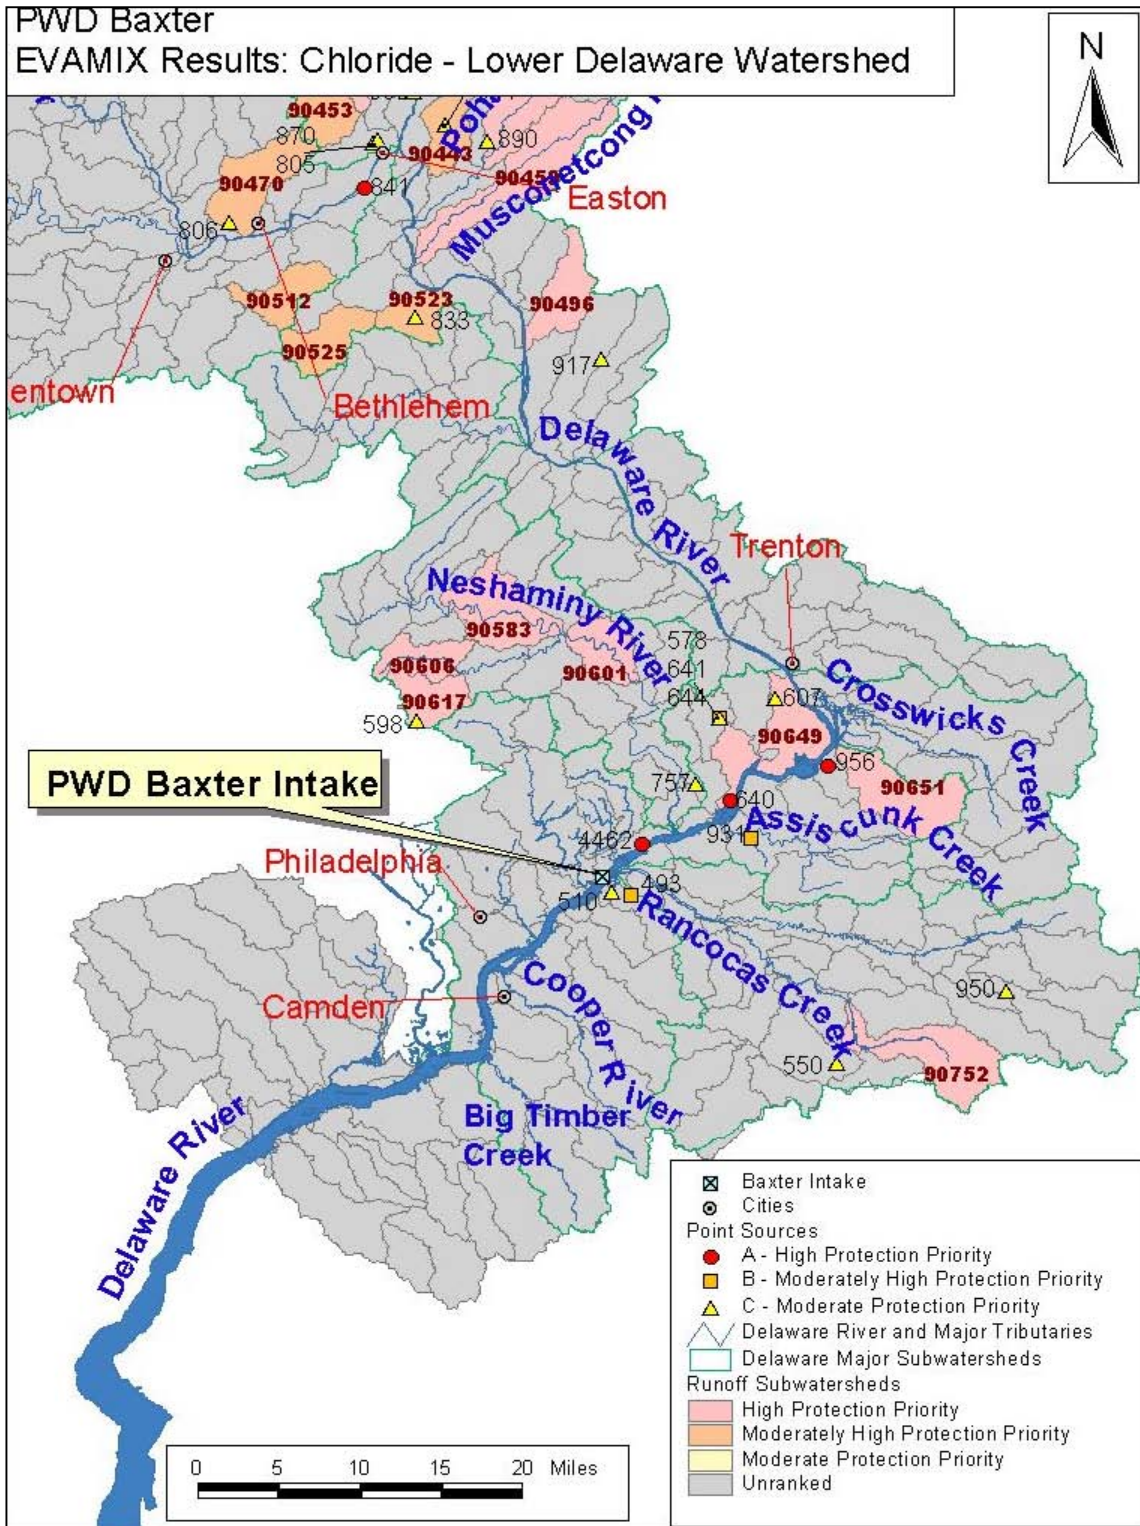 PWD Baxter
EVAMIX Results: Chloride - Lower Delaware Watershed
N
90453
870
805
90443
890
90470
841
Easton
806
Musconetcong
90512
90523
833
90496
90525
917
entown
Bethlehem
Delaware River
Trenton
Neshaminy River
90583
578
90606
90601
641
644
607
Crosswicks Creek
90617
598
90649
956
PWD Baxter Intake
757
90651
640
Assiscunk Creek
4462
931
Philadelphia
493
510
Rancocas Creek
Cooper River
950
Camden
550
90752
Big Timber
Creek
Delaware River
Baxter Intake
Cities
Point Sources
A - High Protection Priority
B - Moderately High Protection Priority
C - Moderate Protection Priority
Delaware River and Major Tributaries
Delaware Major Subwatersheds
Runoff Subwatersheds
High Protection Priority
Moderately High Protection Priority
Moderate Protection Priority
Unranked
0 5 10 15 20 Miles